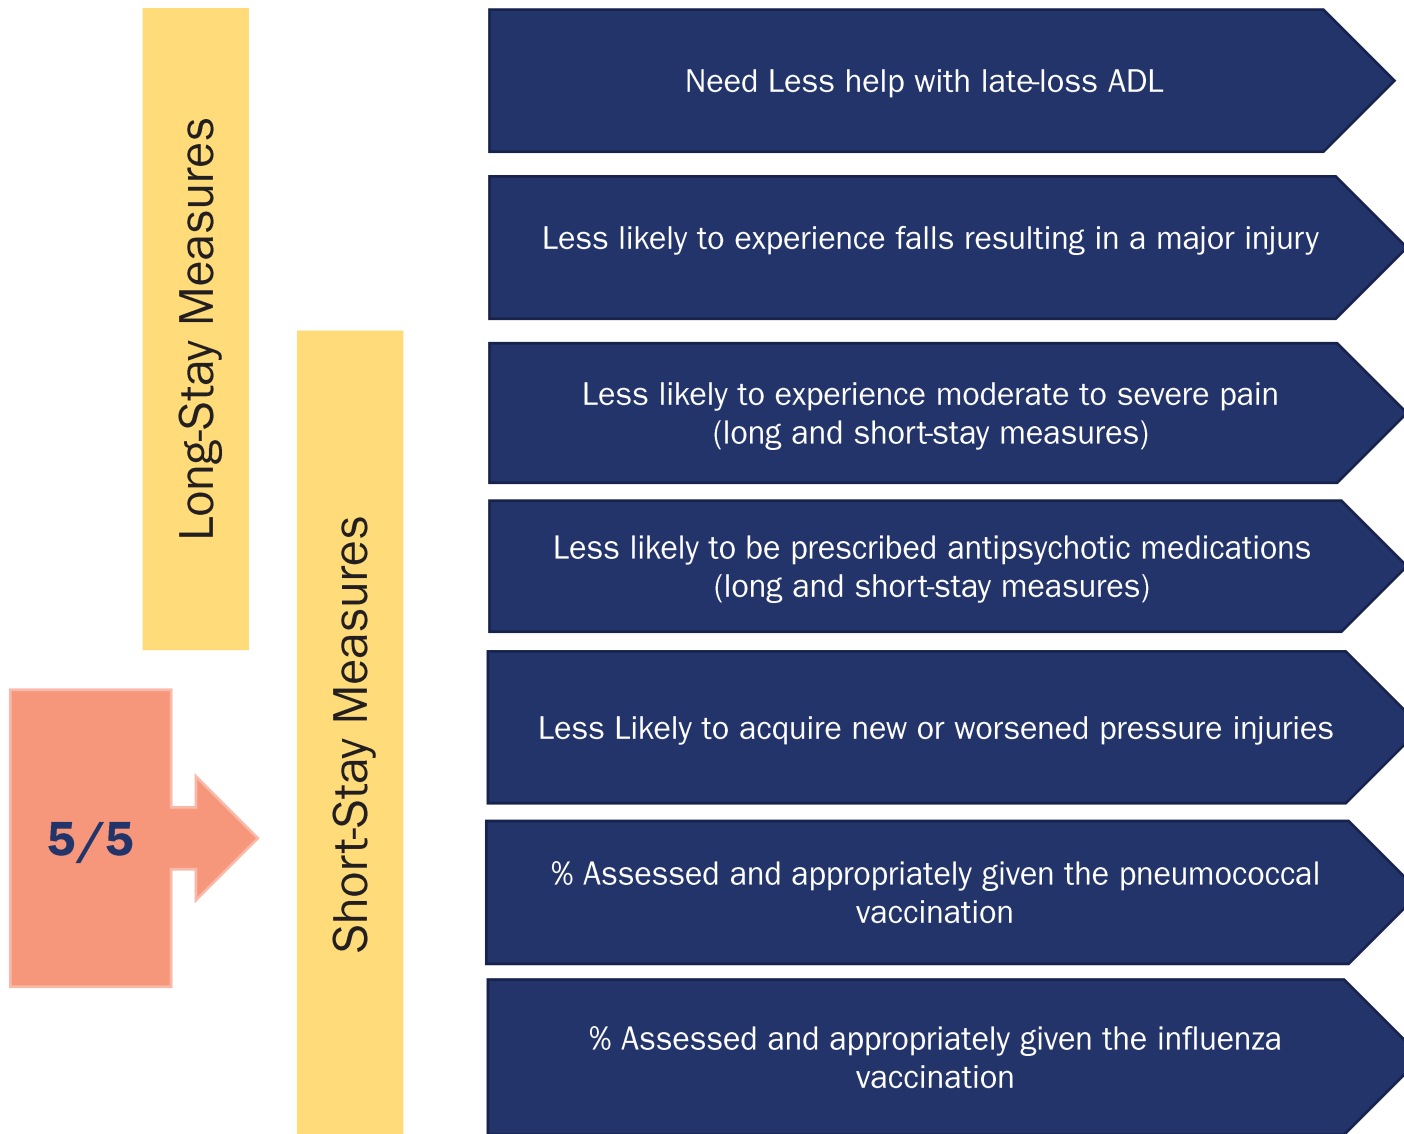 Long-Stay Measures
Short-Stay Measures
5/5
Need Less help with late-loss ADL
Less likely to experience falls resulting in a major injury
Less likely to experience moderate to severe pain
(long and short-stay measures)
Less likely to be prescribed antipsychotic medications
(long and short-stay measures)
Less Likely to acquire new or worsened pressure injuries
% Assessed and appropriately given the pneumococcal
vaccination
% Assessed and appropriately given the influenza
vaccination